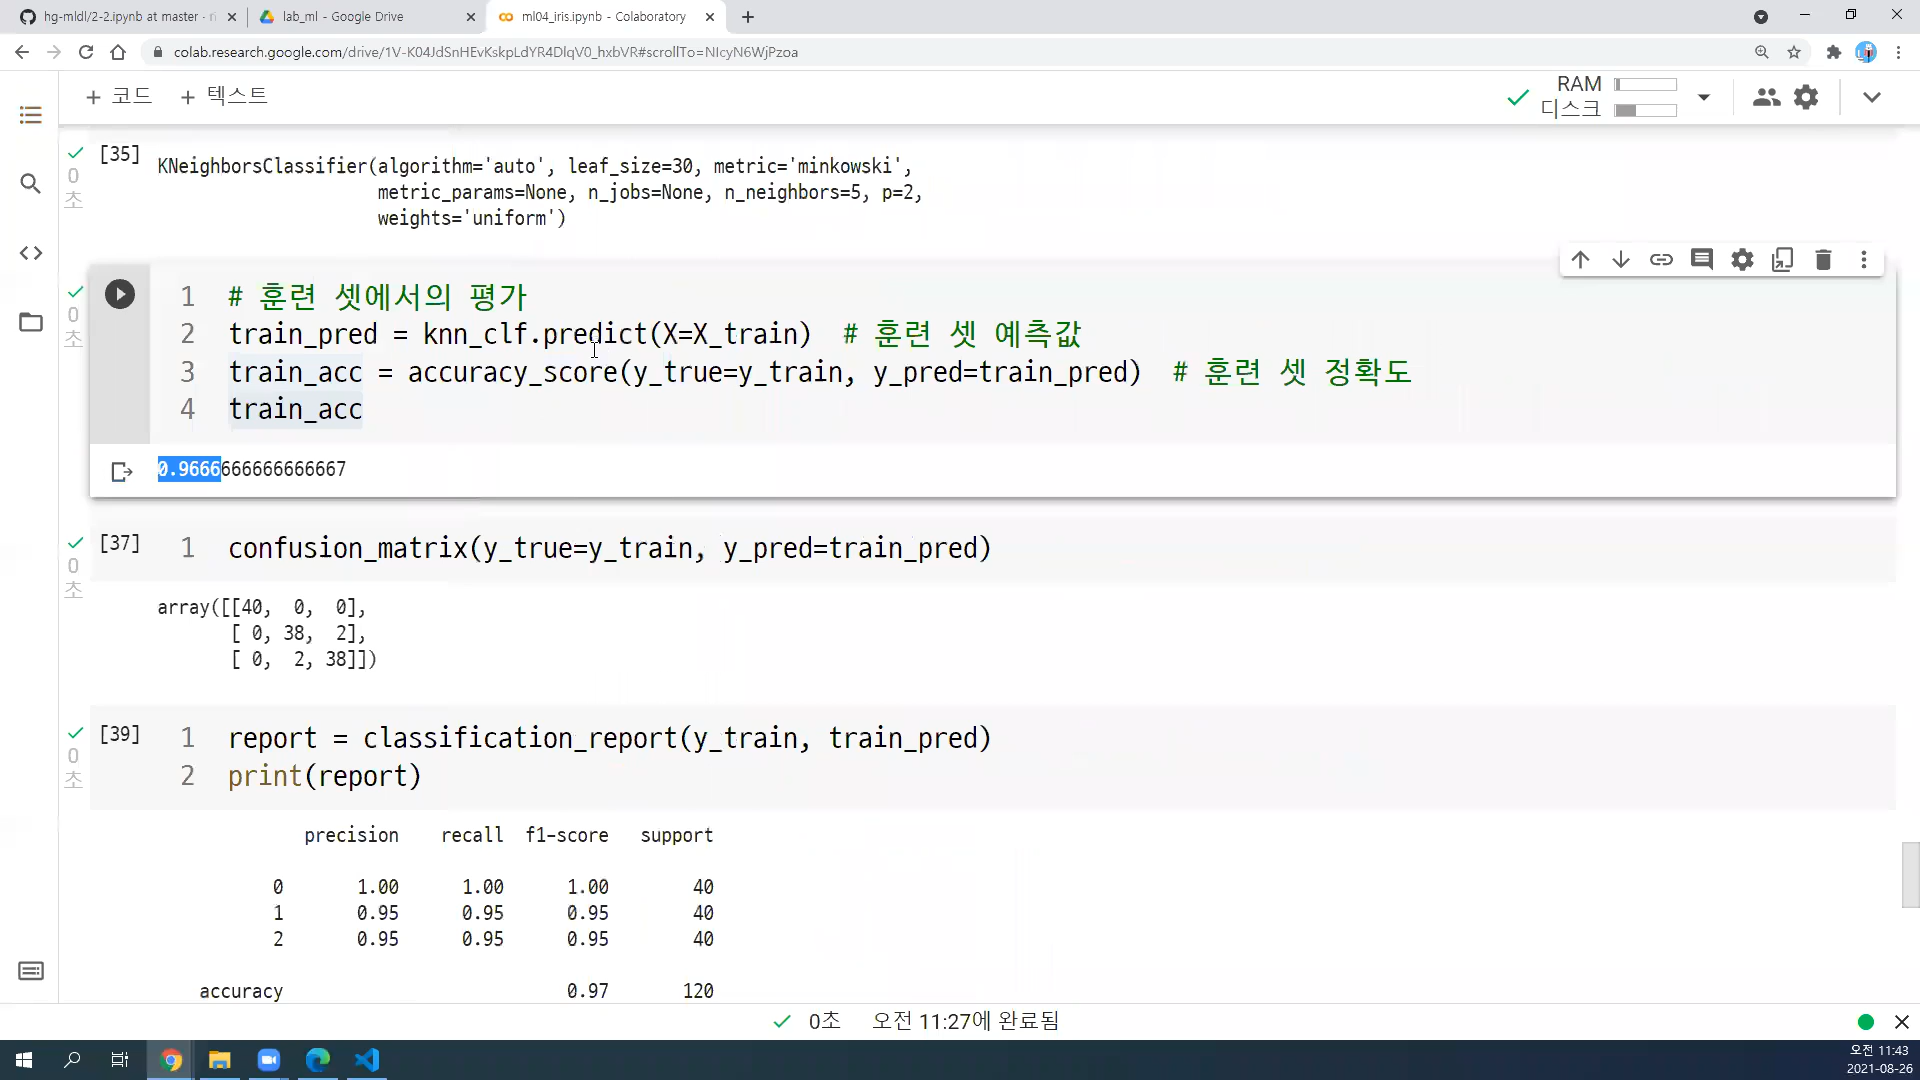 hg-mldl/2-2.ipynb at master · ri
lab_ml - Google Drive
ml04_iris.ipynb - Colaboratory
colab.research.google.com/drive/1V-K04JdSnHEvKskpLdYR4DlqV0_hxbVR#scrollTo=NIcyN6WjPzoa
+ 코드 + 텍스트
RAM
디스크
[35]
0
초
KNeighborsClassifier(algorithm='auto', leaf_size=30, metric='minkowski',
metric_params=None, n_jobs=None, n_neighbors=5, p=2,
weights='uniform')
0
초
1 # 훈련 셋에서의 평가
2 train_pred = knn_clf.predict(X=X_train) # 훈련 셋 예측값
3 train_acc = accuracy_score(y_true=y_train, y_pred=train_pred) # 훈련 셋 정확도
4 train_acc
0.9666666666666667
[37]
0
초
1 confusion_matrix(y_true=y_train, y_pred=train_pred)
array([[40, 0, 0],
[ 0, 38, 2],
[ 0, 2, 38]])
[39]
0
초
1 report = classification_report(y_train, train_pred)
2 print(report)
precision recall f1-score support
0 1.00 1.00 1.00 40
1 0.95 0.95 0.95 40
2 0.95 0.95 0.95 40
accuracy 0.97 120
0초 오전 11:27에 완료됨
오전 11:43
2021-08-26